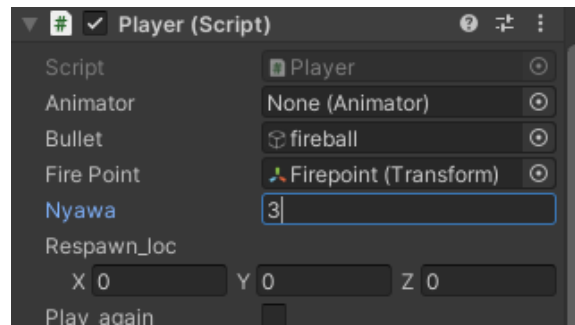 # Player (Script)
Script Player
Animator None (Animator)
Bullet fireball
Fire Point Firepoint (Transform)
Nyawa 3
Respawn_loc
X 0 Y 0 Z 0
Play_again